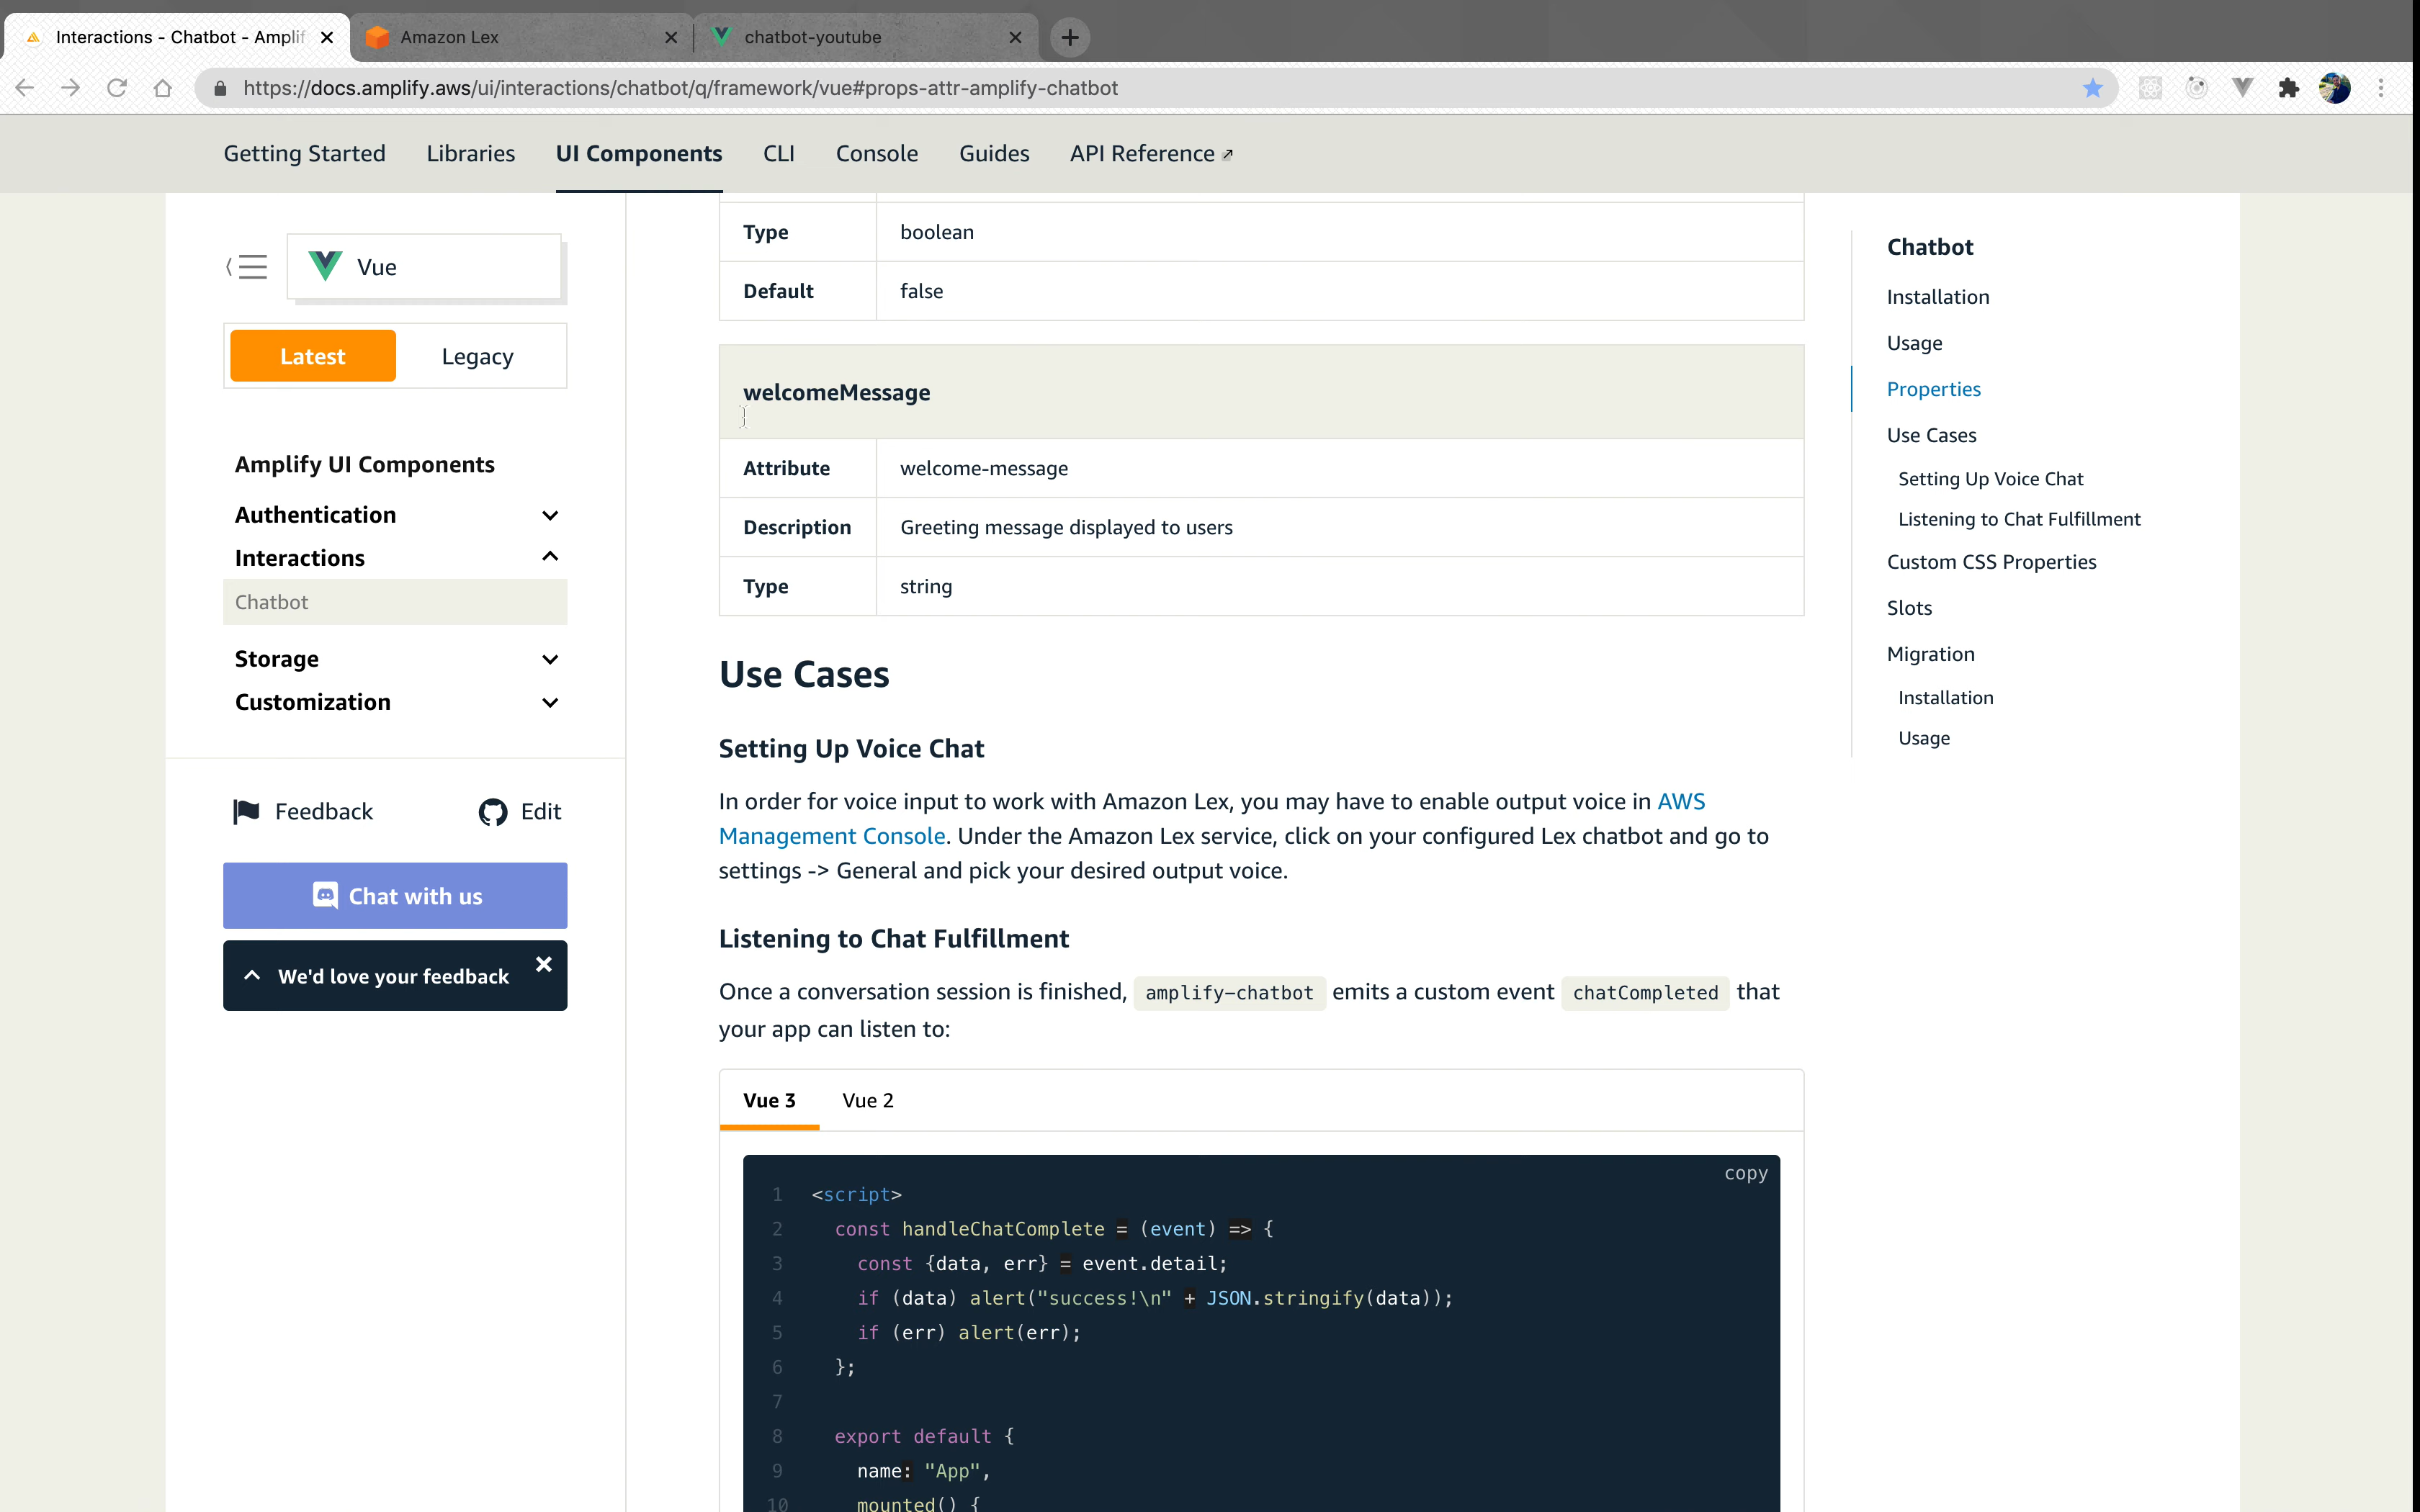 Interactions - Chatbot - Amplif
Amazon Lex
chatbot-youtube
https://docs.amplify.aws/ui/interactions/chatbot/q/framework/vue#props-attr-amplify-chatbot
Getting Started
Libraries
UI Components
CLI
Console
Guides
API Reference
Vue
Latest
Legacy
Amplify UI Components
Authentication
Interactions
Chatbot
Storage
Customization
Feedback
Edit
Chat with us
We'd love your feedback
Type boolean
Default false
welcomeMessage
Attribute welcome-message
Description Greeting message displayed to users
Type string
Use Cases
Setting Up Voice Chat
In order for voice input to work with Amazon Lex, you may have to enable output voice in AWS
Management Console. Under the Amazon Lex service, click on your configured Lex chatbot and go to
settings -> General and pick your desired output voice.
Listening to Chat Fulfillment
Once a conversation session is finished, amplify-chatbot emits a custom event chatCompleted that
your app can listen to:
Vue 3
Vue 2
copy
1 <script>
2 const handleChatComplete = (event) => {
3 const {data, err} = event.detail;
4 if (data) alert("success!\n" + JSON.stringify(data));
5 if (err) alert(err);
6 };
7
8 export default {
9 name: "App",
10 mounted() {
Chatbot
Installation
Usage
Properties
Use Cases
Setting Up Voice Chat
Listening to Chat Fulfillment
Custom CSS Properties
Slots
Migration
Installation
Usage